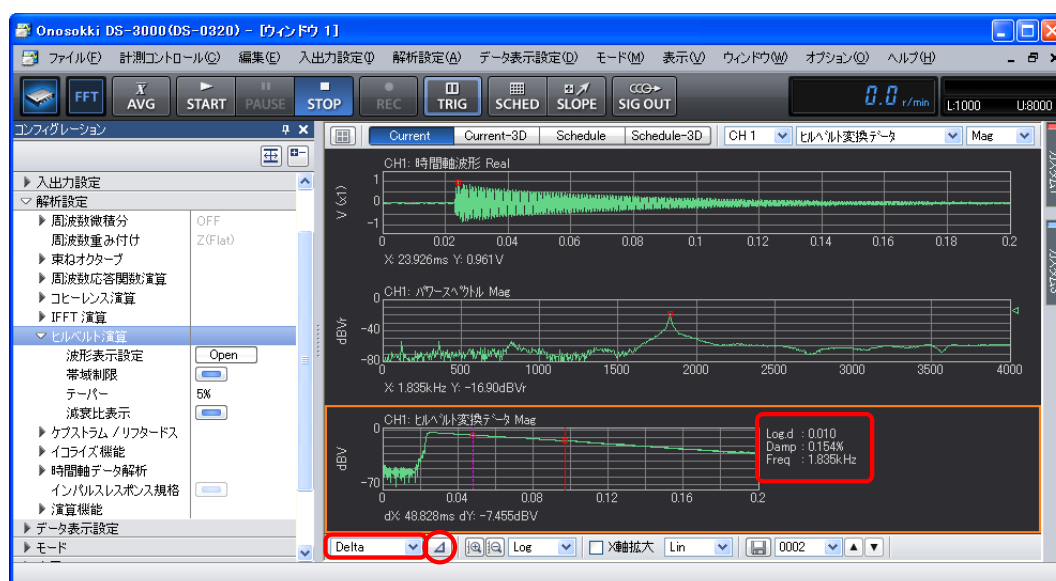 Onosokki DS-3000(DS-0320) - [ウィンドウ 1]
ファイル(F) 計測コントロール(C) 編集(E) 入出力設定(I) 解析設定(A) データ表示設定(D) モード(M) 表示(V) ウィンドウ(W) オプション(O) ヘルプ(H)
FFT X AVG START PAUSE STOP REC TRIG SCHED SLOPE SIG OUT 0.0 r/min L:1000 U:8000
コンフィグレーション
Current Current-3D Schedule Schedule-3D CH 1 ヒルベルト変換データ Mag
入出力設定
解析設定
周波数微積分 OFF
周波数重み付け Z(Flat)
束ねオクターブ
周波数応答関数演算
コヒーレンス演算
IFFT 演算
ヒルベルト演算
波形表示設定 Open
帯域制限
テーパー 5%
減衰比表示
ケプストラム / リフタードス
イコライズ機能
時間軸データ解析
インパルスレスポンス規格
演算機能
データ表示設定
モード
CH1: 時間軸波形 Real
V (x1)
1
0
-1
0 0.02 0.04 0.06 0.08 0.1 0.12 0.14 0.16 0.18 0.2
X: 23.926ms Y: 0.961V
CH1: パワースペクトル Mag
dBVr
0
-40
-80
0 500 1000 1500 2000 2500 3000 3500 4000
X: 1.835kHz Y: -16.90dBVr
CH1: ヒルベルト変換データ Mag
dBV
0
-70
0 0.04 0.08 0.12 0.16 0.2
dX: 48.828ms dY: -7.455dBV
Log.d : 0.010
Damp : 0.154%
Freq : 1.835kHz
Delta Log X軸拡大 Lin 0002